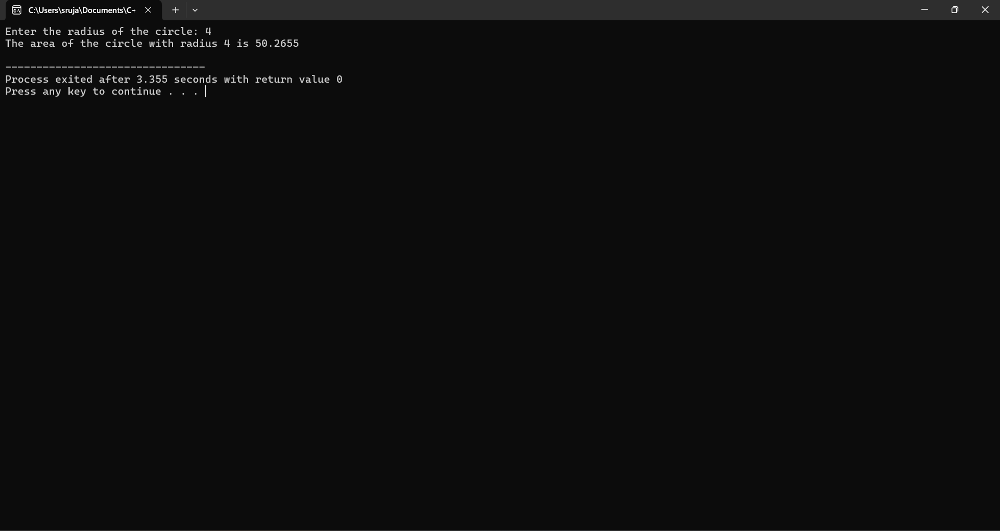 C:\Users\sruja\Documents\C+
Enter the radius of the circle: 4
The area of the circle with radius 4 is 50.2655
--------------------------------
Process exited after 3.355 seconds with return value 0
Press any key to continue . . .